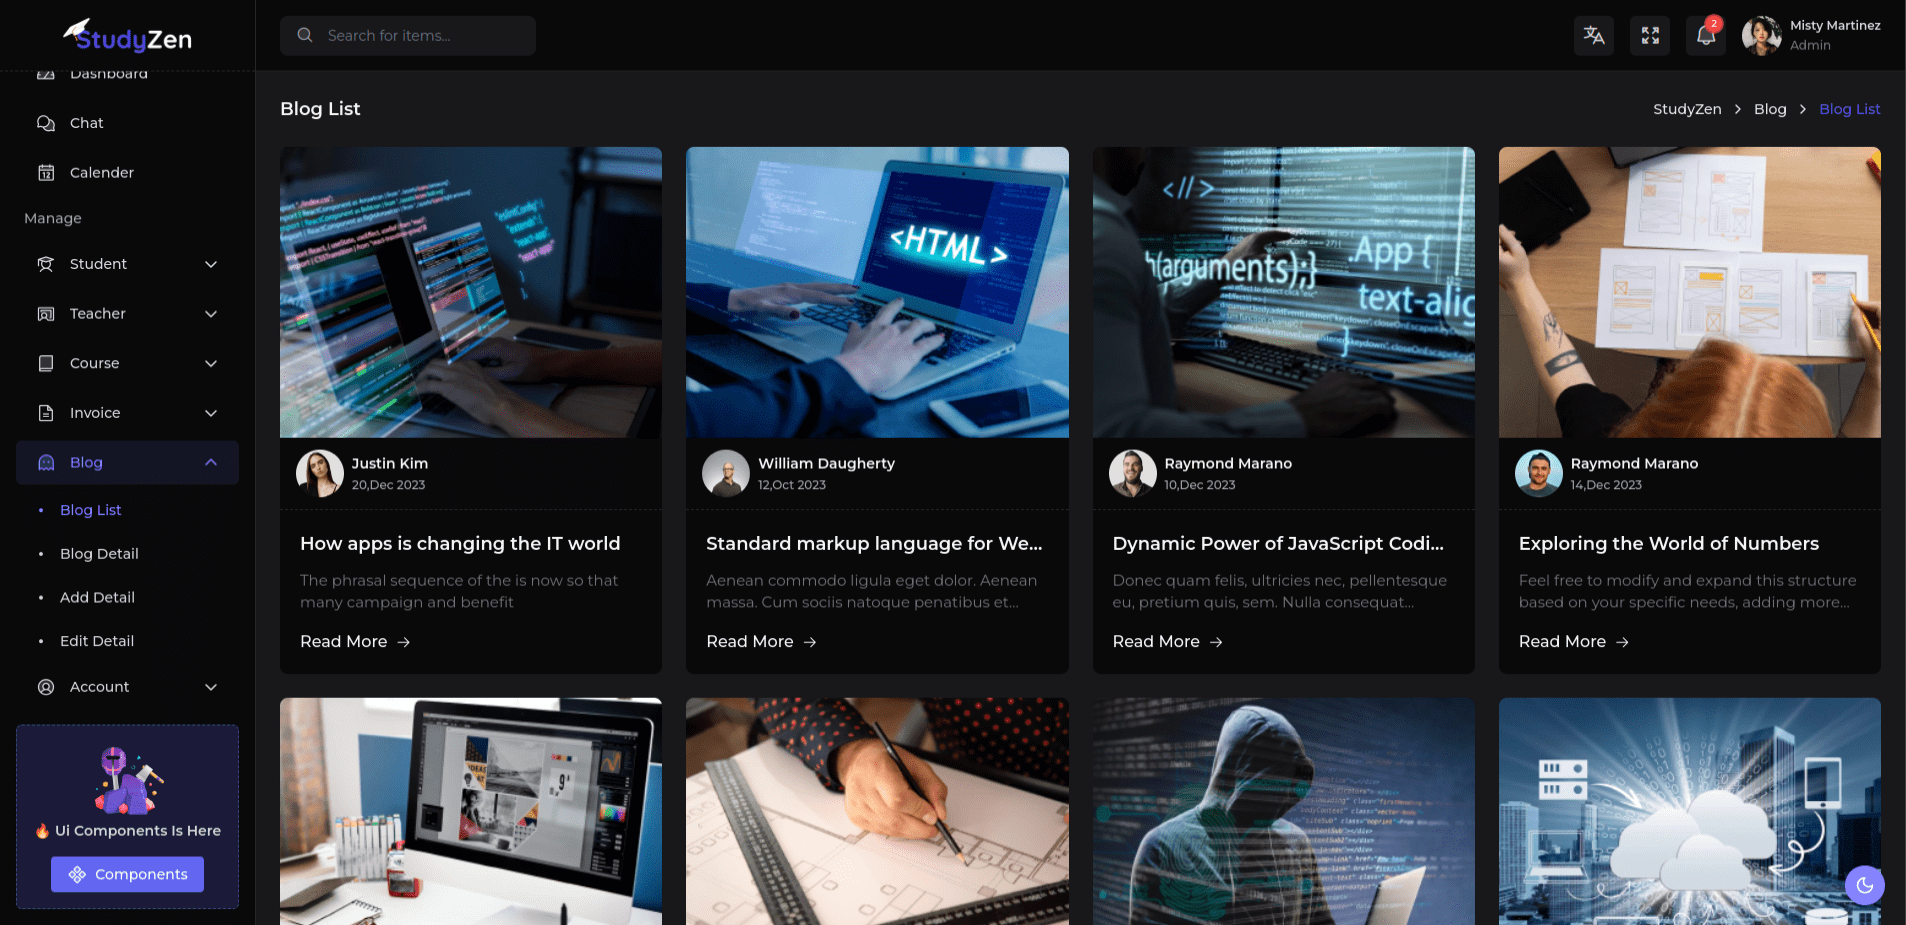 StudyZen
Search for items...
2
Misty Martinez
Admin
Dashboard
Chat
12
Calender
Manage
Student
Teacher
Course
Invoice
Blog
Blog List
Blog Detail
Add Detail
Edit Detail
Account
🔥 Ui Components Is Here
Components
Blog List
StudyZen > Blog > Blog List
Justin Kim
20,Dec 2023
How apps is changing the IT world
The phrasal sequence of the is now so that
many campaign and benefit
Read More →
<HTML>
William Daugherty
12,Oct 2023
Standard markup language for We...
Aenean commodo ligula eget dolor. Aenean
massa. Cum sociis natoque penatibus et...
Read More →
<//>
.App {
h(arguments);}
text-alig
Raymond Marano
10,Dec 2023
Dynamic Power of JavaScript Codi...
Donec quam felis, ultricies nec, pellentesque
eu, pretium quis, sem. Nulla consequat...
Read More →
Raymond Marano
14,Dec 2023
Exploring the World of Numbers
Feel free to modify and expand this structure
based on your specific needs, adding more...
Read More →